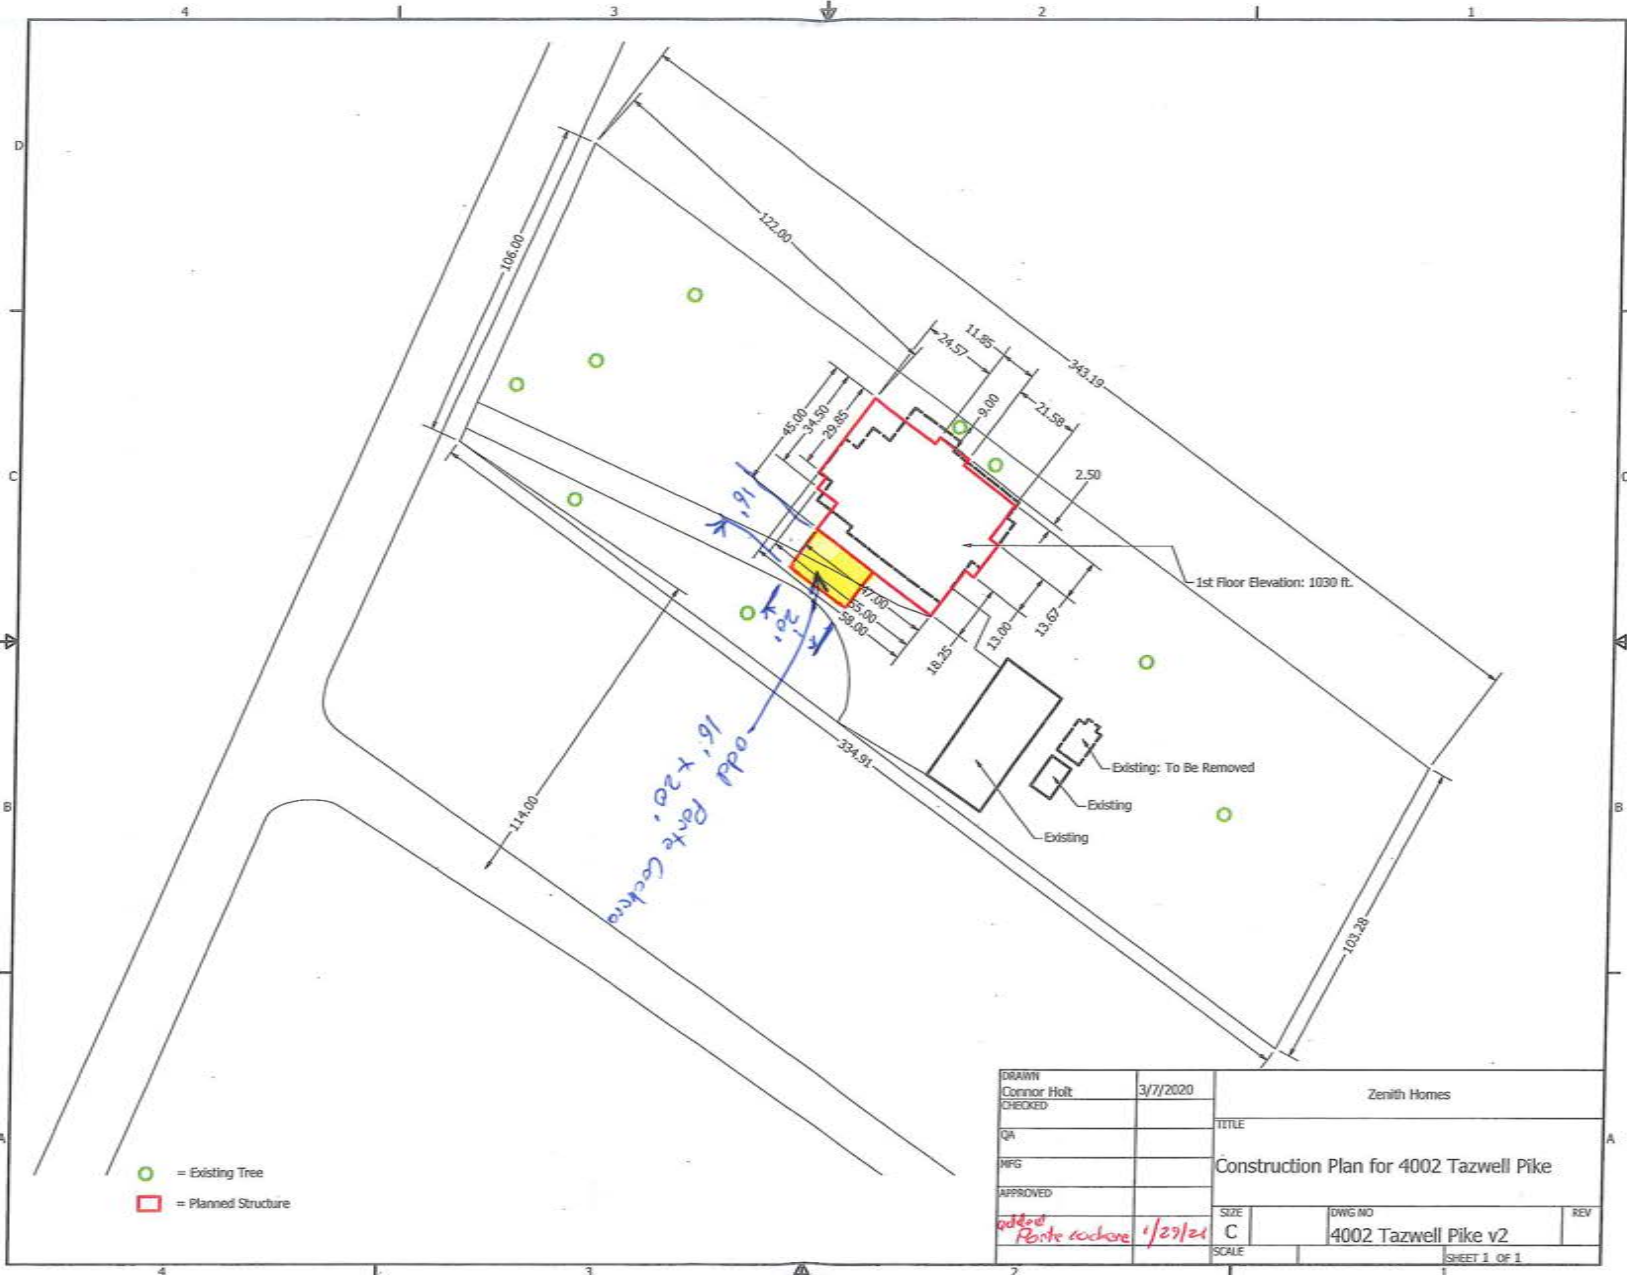 4 3 2 1
D
C
B
A
D
C
B
A
106.00
122.00
343.19
11.85
24.57
9.00
21.58
2.50
45.00
34.50
29.85
16'
1st Floor Elevation: 1030 ft.
47.00
55.00
58.00
20'
18.25
13.00
13.67
334.91
114.00
103.28
Existing: To Be Removed
Existing
Existing
add Porte Cochere
16' x 20'
= Existing Tree
= Planned Structure
DRAWN
Connor Holt 3/7/2020
CHECKED
QA
MFG
APPROVED
added
Porte cochere 1/29/21
Zenith Homes
TITLE
Construction Plan for 4002 Tazwell Pike
SIZE
C
DWG NO
4002 Tazwell Pike v2
REV
SCALE
SHEET 1 OF 1
4 3 2 1